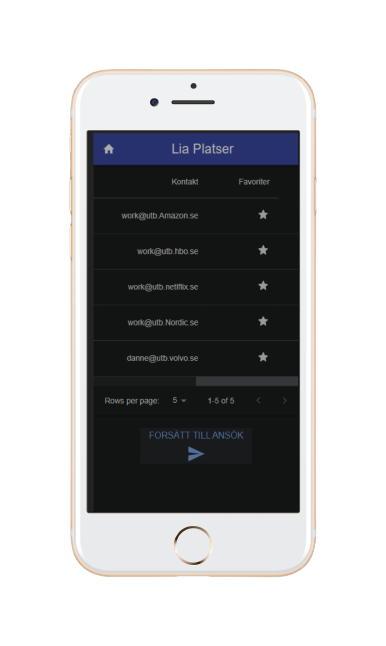 Lia Platser
Kontakt Favoriter
work@utb.Amazon.se
work@utb.hbo.se
work@utb.netiflix.se
work@utb.Nordic.se
danne@utb.volvo.se
Rows per page: 5 1-5 of 5
FORSÄTT TILL ANSÖK